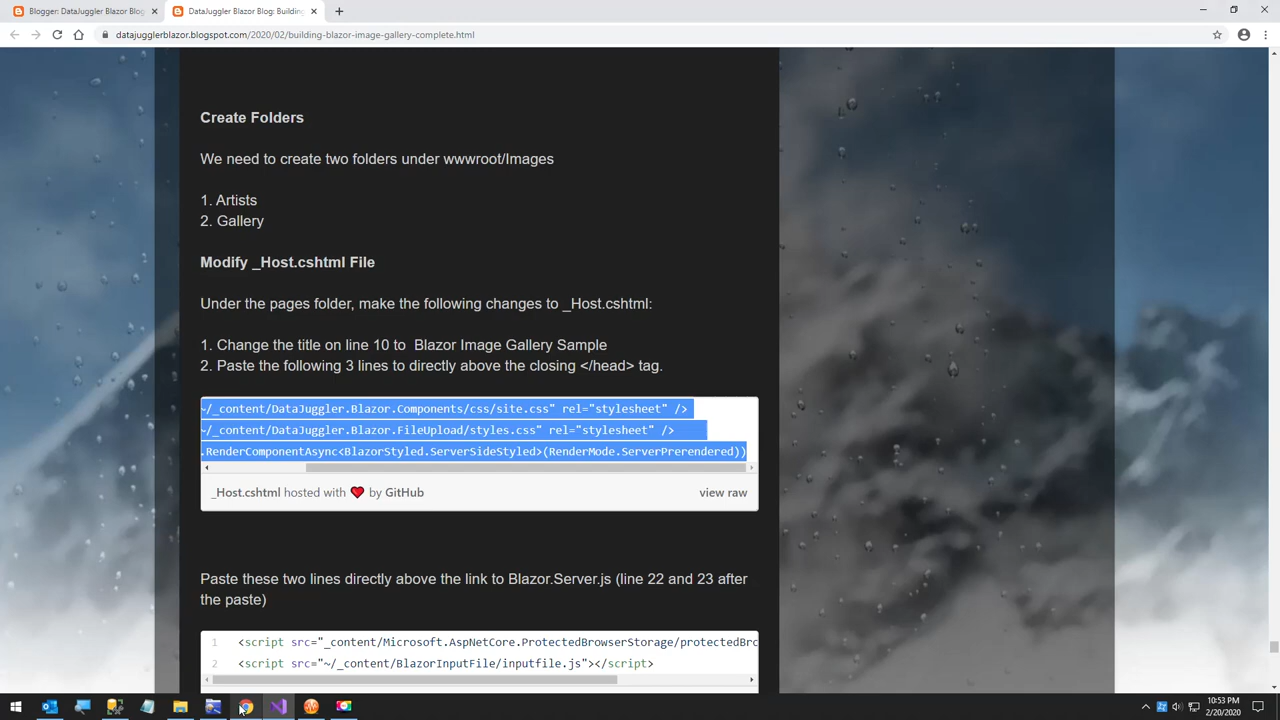 Blogger: DataJuggler Blazor Blog
DataJuggler Blazor Blog: Building
datajugglerblazor.blogspot.com/2020/02/building-blazor-image-gallery-complete.html
Create Folders
We need to create two folders under wwwroot/Images
1. Artists
2. Gallery
Modify _Host.cshtml File
Under the pages folder, make the following changes to _Host.cshtml:
1. Change the title on line 10 to Blazor Image Gallery Sample
2. Paste the following 3 lines to directly above the closing </head> tag.
~/_content/DataJuggler.Blazor.Components/css/site.css" rel="stylesheet" />
~/_content/DataJuggler.Blazor.FileUpload/styles.css" rel="stylesheet" />
.RenderComponentAsync<BlazorStyled.ServerSideStyled>(RenderMode.ServerPrerendered))
_Host.cshtml hosted with ❤ by GitHub view raw
Paste these two lines directly above the link to Blazor.Server.js (line 22 and 23 after
the paste)
1 <script src="_content/Microsoft.AspNetCore.ProtectedBrowserStorage/protectedBro
2 <script src="~/_content/BlazorInputFile/inputfile.js"></script>
10:53 PM
2/20/2020